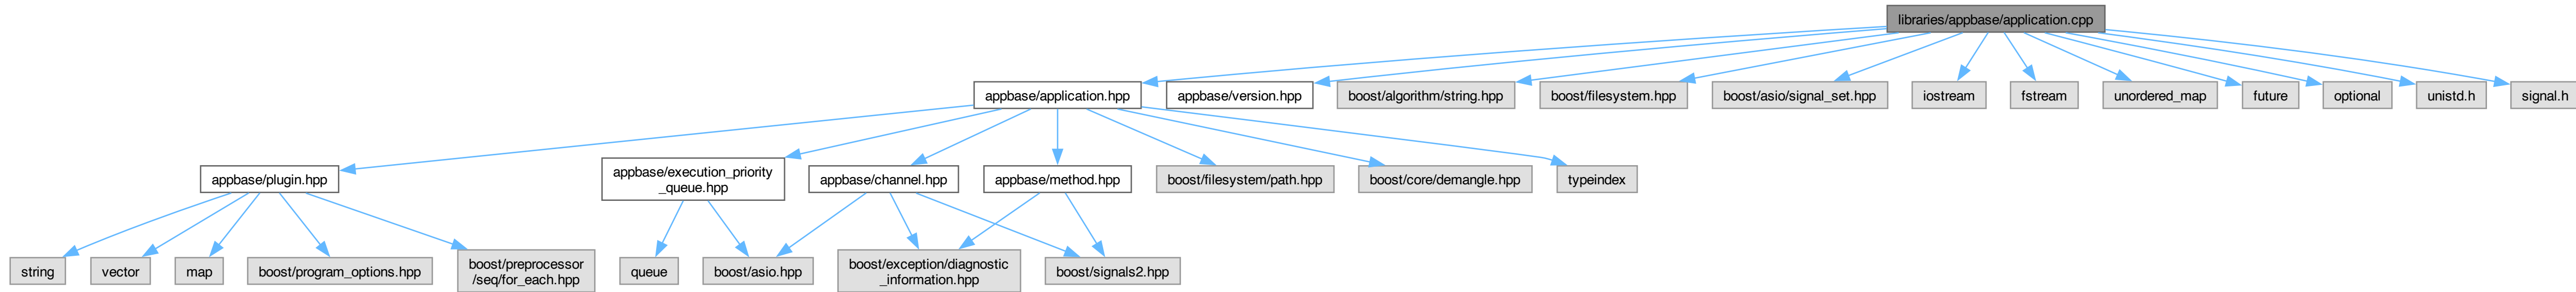 libraries/appbase/application.cpp
appbase/application.hpp
appbase/version.hpp
boost/algorithm/string.hpp
boost/filesystem.hpp
boost/asio/signal_set.hpp
iostream
fstream
unordered_map
future
optional
unistd.h
signal.h
appbase/plugin.hpp
appbase/execution_priority
_queue.hpp
appbase/channel.hpp
appbase/method.hpp
boost/filesystem/path.hpp
boost/core/demangle.hpp
typeindex
string
vector
map
boost/program_options.hpp
boost/preprocessor
/seq/for_each.hpp
queue
boost/asio.hpp
boost/exception/diagnostic
_information.hpp
boost/signals2.hpp